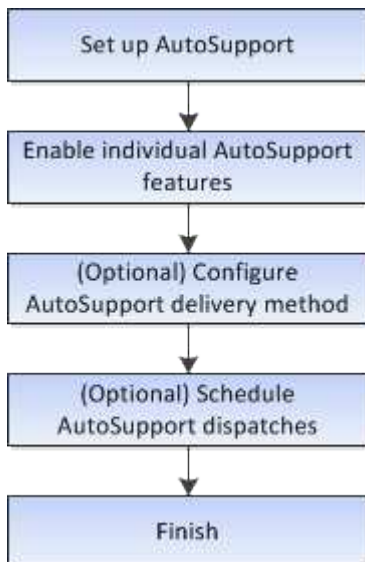 Set up AutoSupport
Enable individual AutoSupport
features
(Optional) Configure
AutoSupport delivery method
(Optional) Schedule
AutoSupport dispatches
Finish